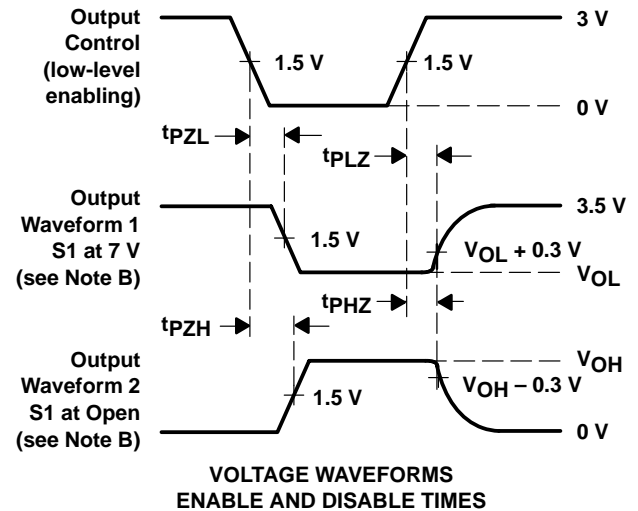 Output
Control
(low-level
enabling)
3 V
1.5 V
1.5 V
0 V
tPZL
tPLZ
Output
Waveform 1
S1 at 7 V
(see Note B)
3.5 V
1.5 V
VOL + 0.3 V
VOL
tPHZ
tPZH
Output
Waveform 2
S1 at Open
(see Note B)
VOH
1.5 V
VOH – 0.3 V
0 V
VOLTAGE WAVEFORMS
ENABLE AND DISABLE TIMES